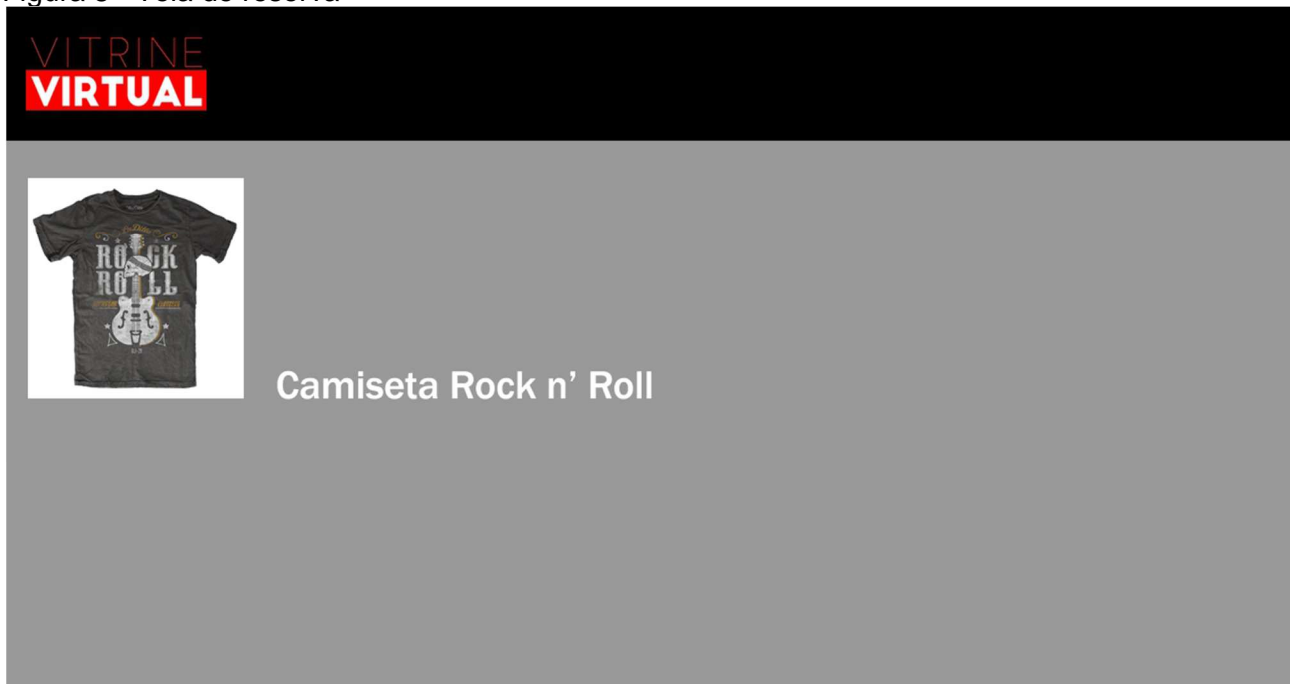 VITRINE
VIRTUAL
ROCK
ROLL
Camiseta Rock n’ Roll